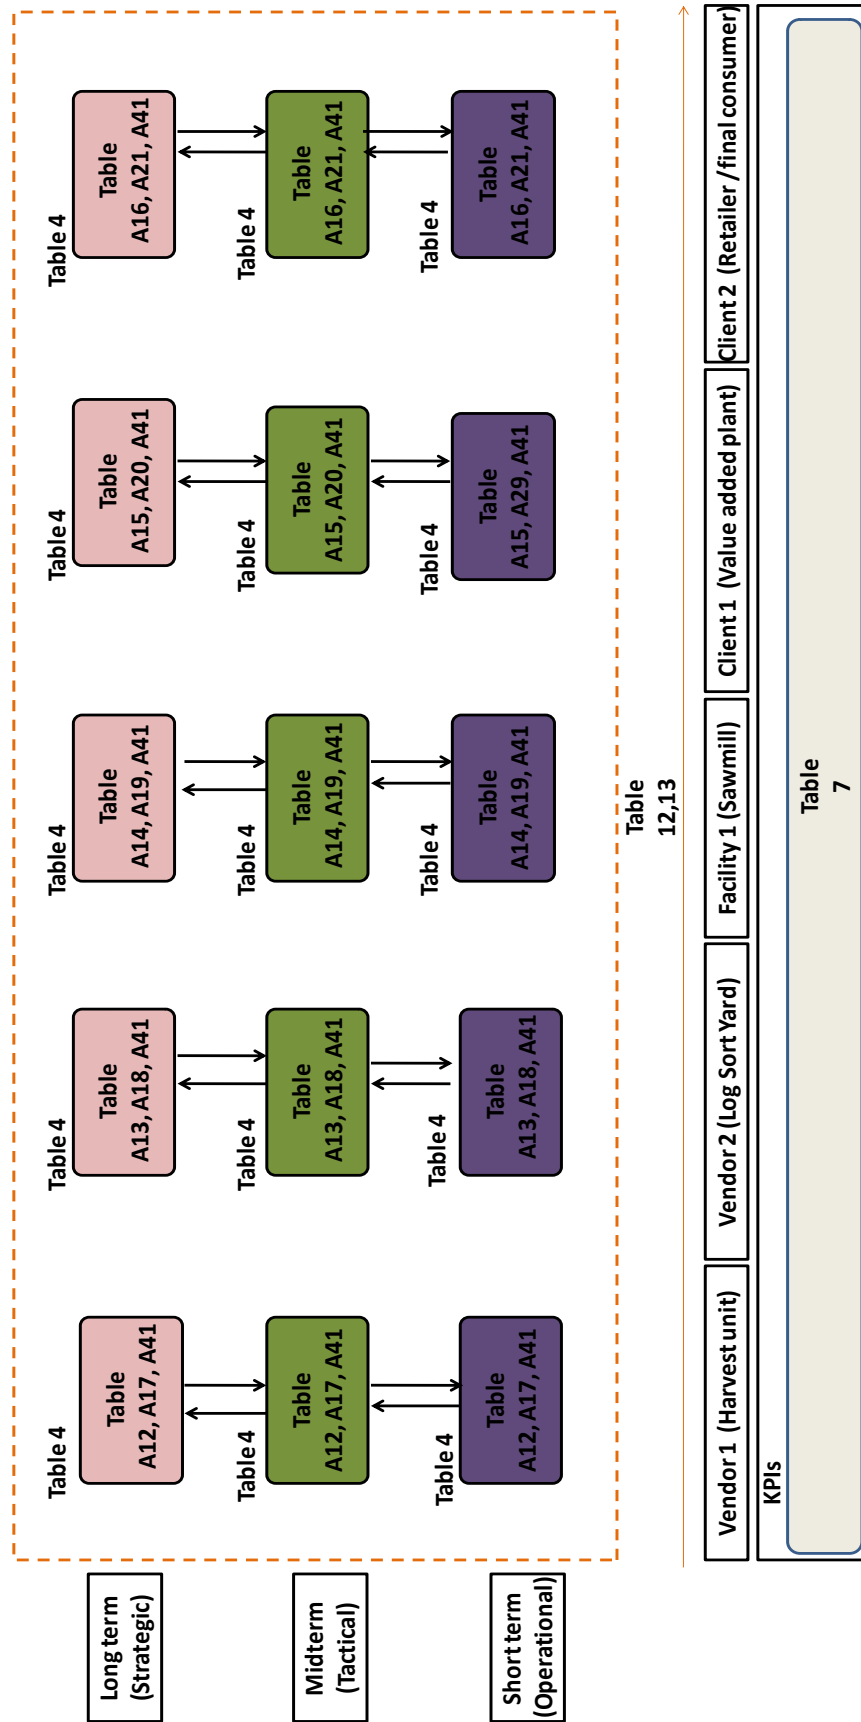 Long term
(Strategic)
Table 4
Table
A12, A17, A41
Table 4
Table
A13, A18, A41
Table 4
Table
A14, A19, A41
Table 4
Table
A15, A20, A41
Table 4
Table
A16, A21, A41
Midterm
(Tactical)
Table 4
Table
A12, A17, A41
Table 4
Table
A13, A18, A41
Table 4
Table
A14, A19, A41
Table 4
Table
A15, A20, A41
Table 4
Table
A16, A21, A41
Short term
(Operational)
Table 4
Table
A12, A17, A41
Table 4
Table
A13, A18, A41
Table 4
Table
A14, A19, A41
Table 4
Table
A15, A29, A41
Table 4
Table
A16, A21, A41
Table
12,13
Vendor 1 (Harvest unit)
Vendor 2 (Log Sort Yard)
Facility 1 (Sawmill)
Client 1 (Value added plant)
Client 2 (Retailer /final consumer)
KPIs
Table
7